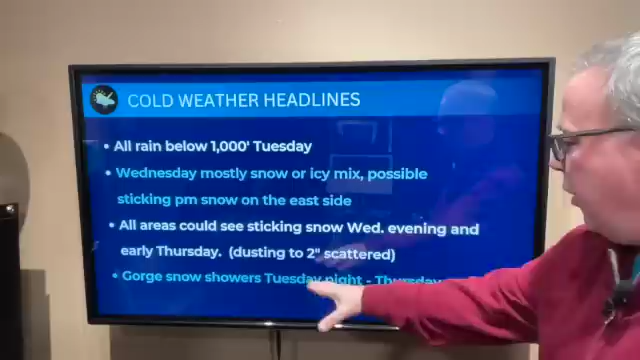 COLD WEATHER HEADLINES
• All rain below 1,000' Tuesday
• Wednesday mostly snow or icy mix, possible
sticking pm snow on the east side
• All areas could see sticking snow Wed. evening and
early Thursday. (dusting to 2" scattered)
• Gorge snow showers Tuesday night - Thursday